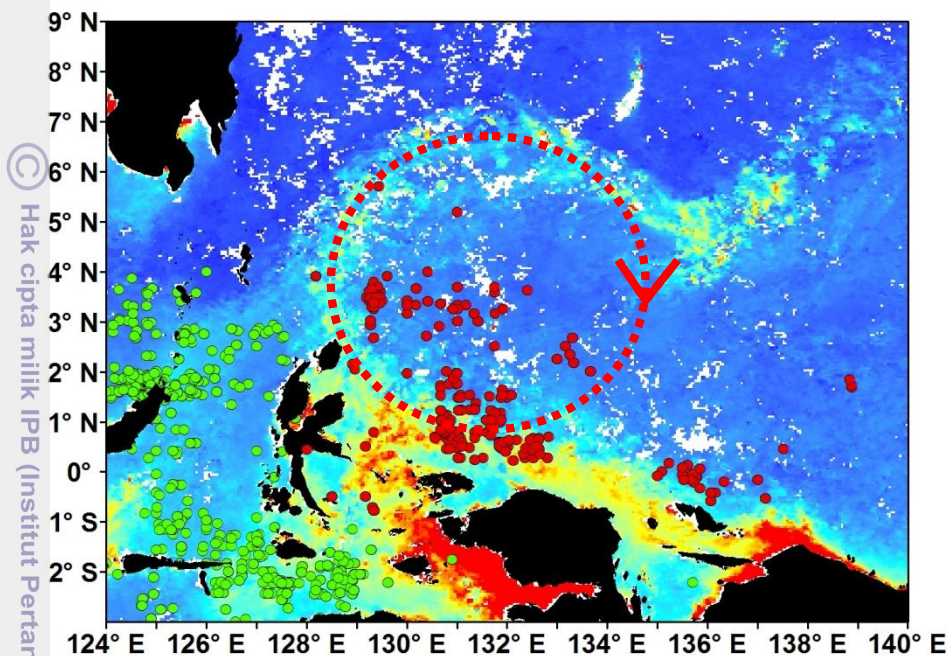 9° N
8° N
7° N
6° N
5° N
4° N
3° N
2° N
1° N
0°
1° S
2° S
124° E
126° E
128° E
130° E
132° E
134° E
136° E
138° E
140° E
© Hak cipta milik IPB (Institut Pertan